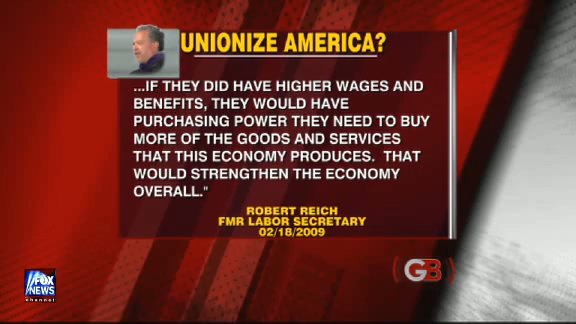 UNIONIZE AMERICA?
...IF THEY DID HAVE HIGHER WAGES AND
BENEFITS, THEY WOULD HAVE
PURCHASING POWER THEY NEED TO BUY
MORE OF THE GOODS AND SERVICES
THAT THIS ECONOMY PRODUCES. THAT
WOULD STRENGTHEN THE ECONOMY
OVERALL."
ROBERT REICH
FMR LABOR SECRETARY
02/18/2009
GB
FOX
NEWS
channel